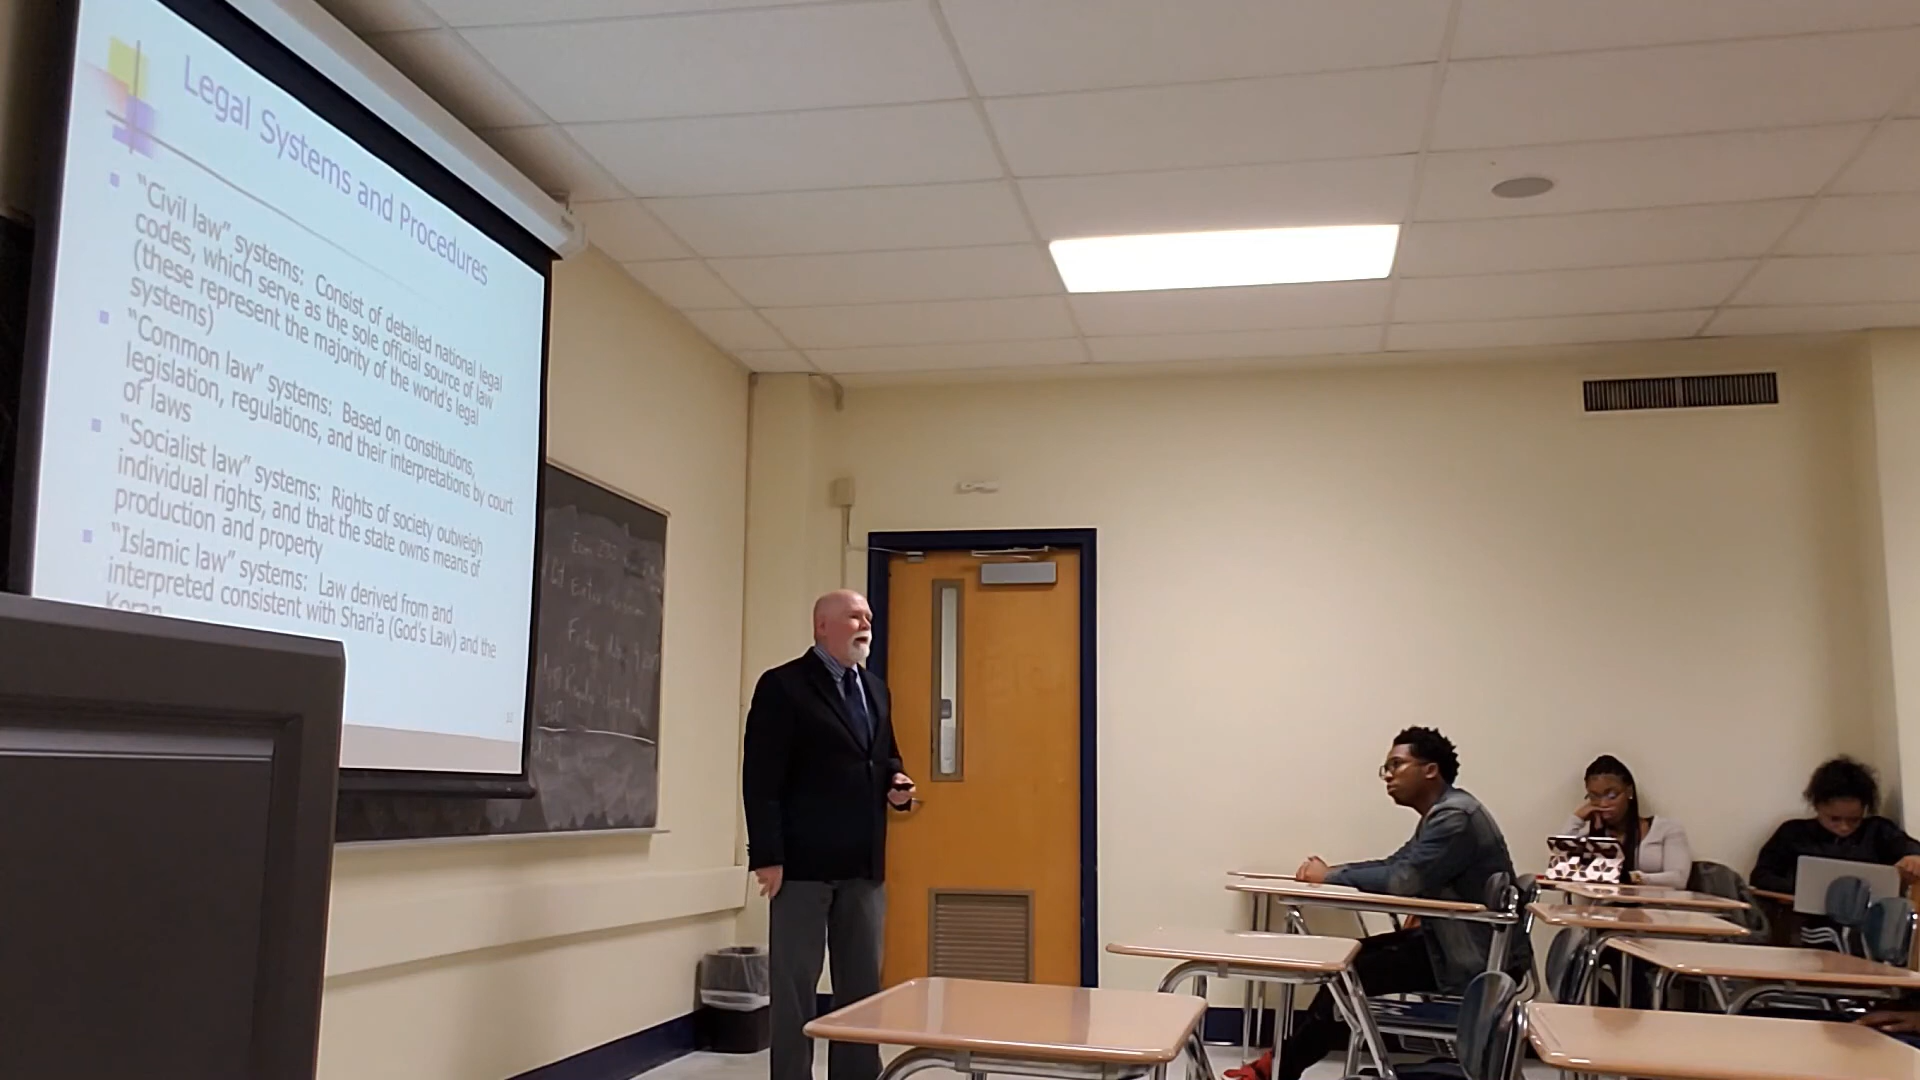 Legal Systems and Procedures
“Civil law” systems: Consist of detailed national legal
codes, which serve as the sole official source of law
(these represent the majority of the world's legal
systems)
“Common law” systems: Based on constitutions,
legislation, regulations, and their interpretations by court
of laws
“Socialist law” systems: Rights of society outweigh
individual rights, and that the state owns means of
production and property
“Islamic law” systems: Law derived from and
interpreted consistent with Shari'a (God's Law) and the
Koran